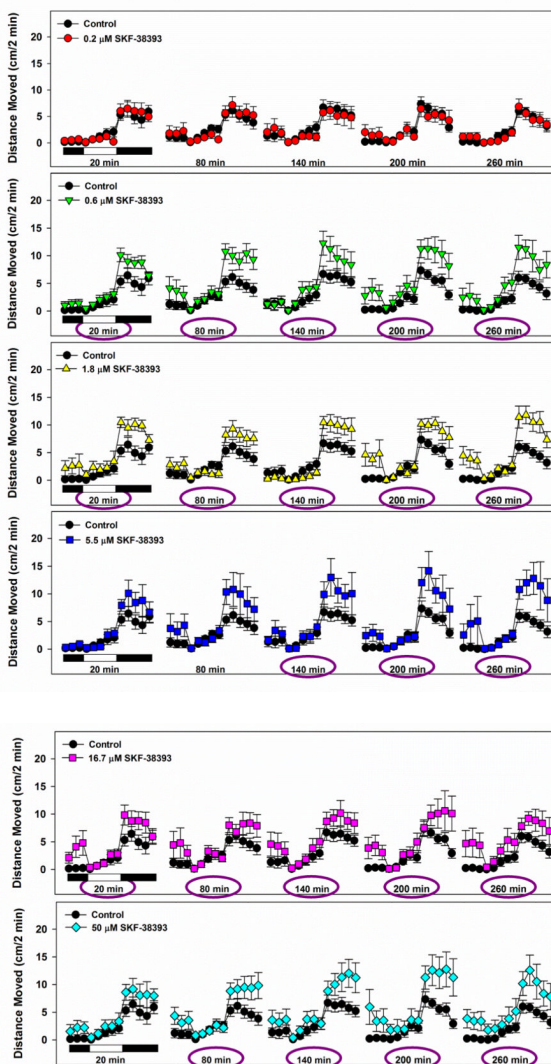 Distance Moved (cm/2 min)
20
15
10
5
0
Control
0.2 μM SKF-38393
20 min
80 min
140 min
200 min
260 min
Distance Moved (cm/2 min)
20
15
10
5
0
Control
0.6 μM SKF-38393
20 min
80 min
140 min
200 min
260 min
Distance Moved (cm/2 min)
20
15
10
5
0
Control
1.8 μM SKF-38393
20 min
80 min
140 min
200 min
260 min
Distance Moved (cm/2 min)
20
15
10
5
0
Control
5.5 μM SKF-38393
20 min
80 min
140 min
200 min
260 min
Distance Moved (cm/2 min)
20
15
10
5
0
Control
16.7 μM SKF-38393
20 min
80 min
140 min
200 min
260 min
Distance Moved (cm/2 min)
20
15
10
5
0
Control
50 μM SKF-38393
20 min
80 min
140 min
200 min
260 min